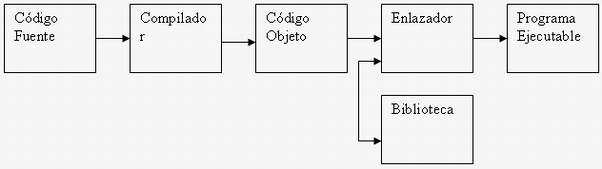 Código
Fuente
Compilado
r
Código
Objeto
Enlazador
Programa
Ejecutable
Biblioteca